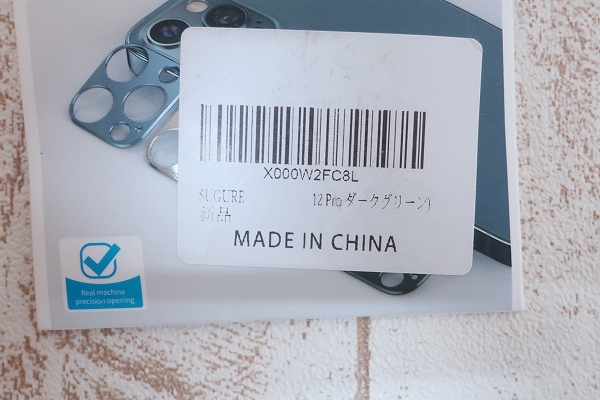 X000W2FC8L
SUGURE 12 Pro ダークグリーン)
新品
MADE IN CHINA
Real machine
precision opening